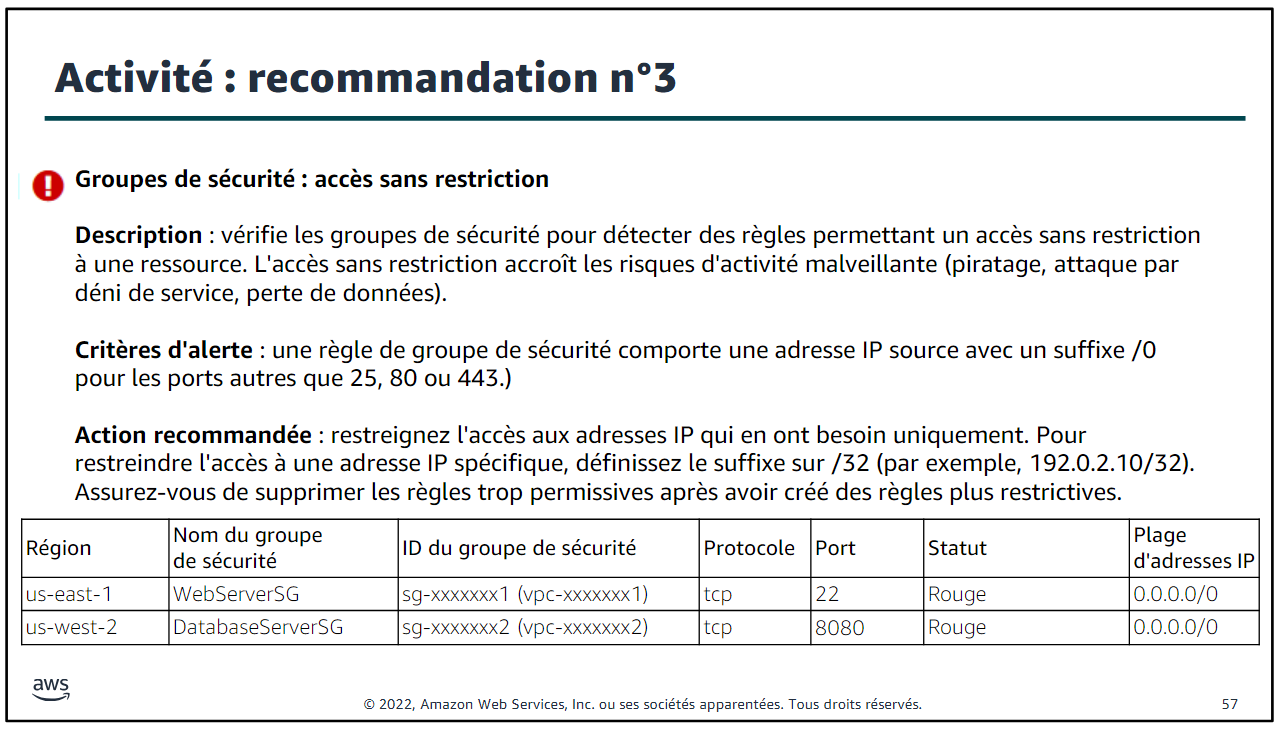 Activité : recommandation n°3
Groupes de sécurité : accès sans restriction
Description : vérifie les groupes de sécurité pour détecter des règles permettant un accès sans restriction
à une ressource. L'accès sans restriction accroît les risques d'activité malveillante (piratage, attaque par
déni de service, perte de données).
Critères d'alerte : une règle de groupe de sécurité comporte une adresse IP source avec un suffixe /0
pour les ports autres que 25, 80 ou 443.)
Action recommandée : restreignez l'accès aux adresses IP qui en ont besoin uniquement. Pour
restreindre l'accès à une adresse IP spécifique, définissez le suffixe sur /32 (par exemple, 192.0.2.10/32).
Assurez-vous de supprimer les règles trop permissives après avoir créé des règles plus restrictives.
Région
Nom du groupe
de sécurité
ID du groupe de sécurité
Protocole
Port
Statut
Plage
d'adresses IP
us-east-1 WebServerSG sg-xxxxxxx1 (vpc-xxxxxxx1) tcp 22 Rouge 0.0.0.0/0
us-west-2 DatabaseServerSG sg-xxxxxxx2 (vpc-xxxxxxx2) tcp 8080 Rouge 0.0.0.0/0
aws
© 2022, Amazon Web Services, Inc. ou ses sociétés apparentées. Tous droits réservés.
57